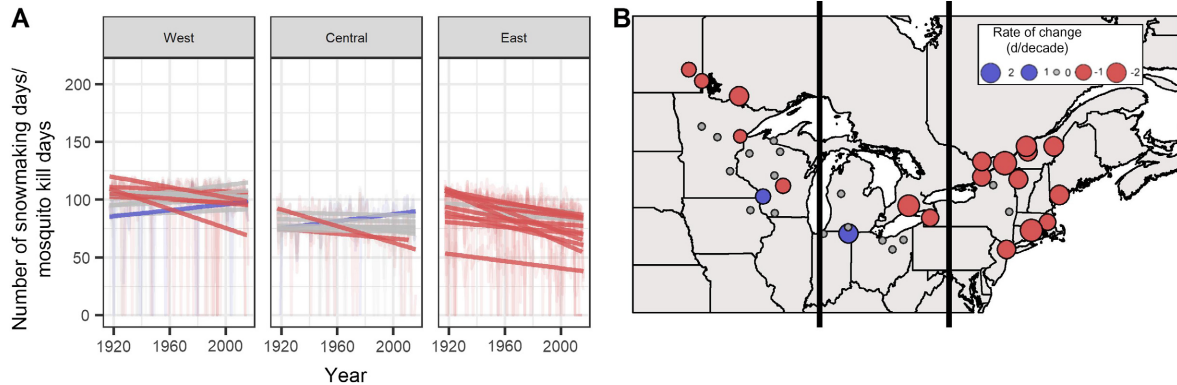 A
West
Central
East
Number of snowmaking days/
mosquito kill days
200
150
100
50
0
1920
1960
2000
1920
1960
2000
1920
1960
2000
Year
B
Rate of change
(d/decade)
2
1
0
-1
-2